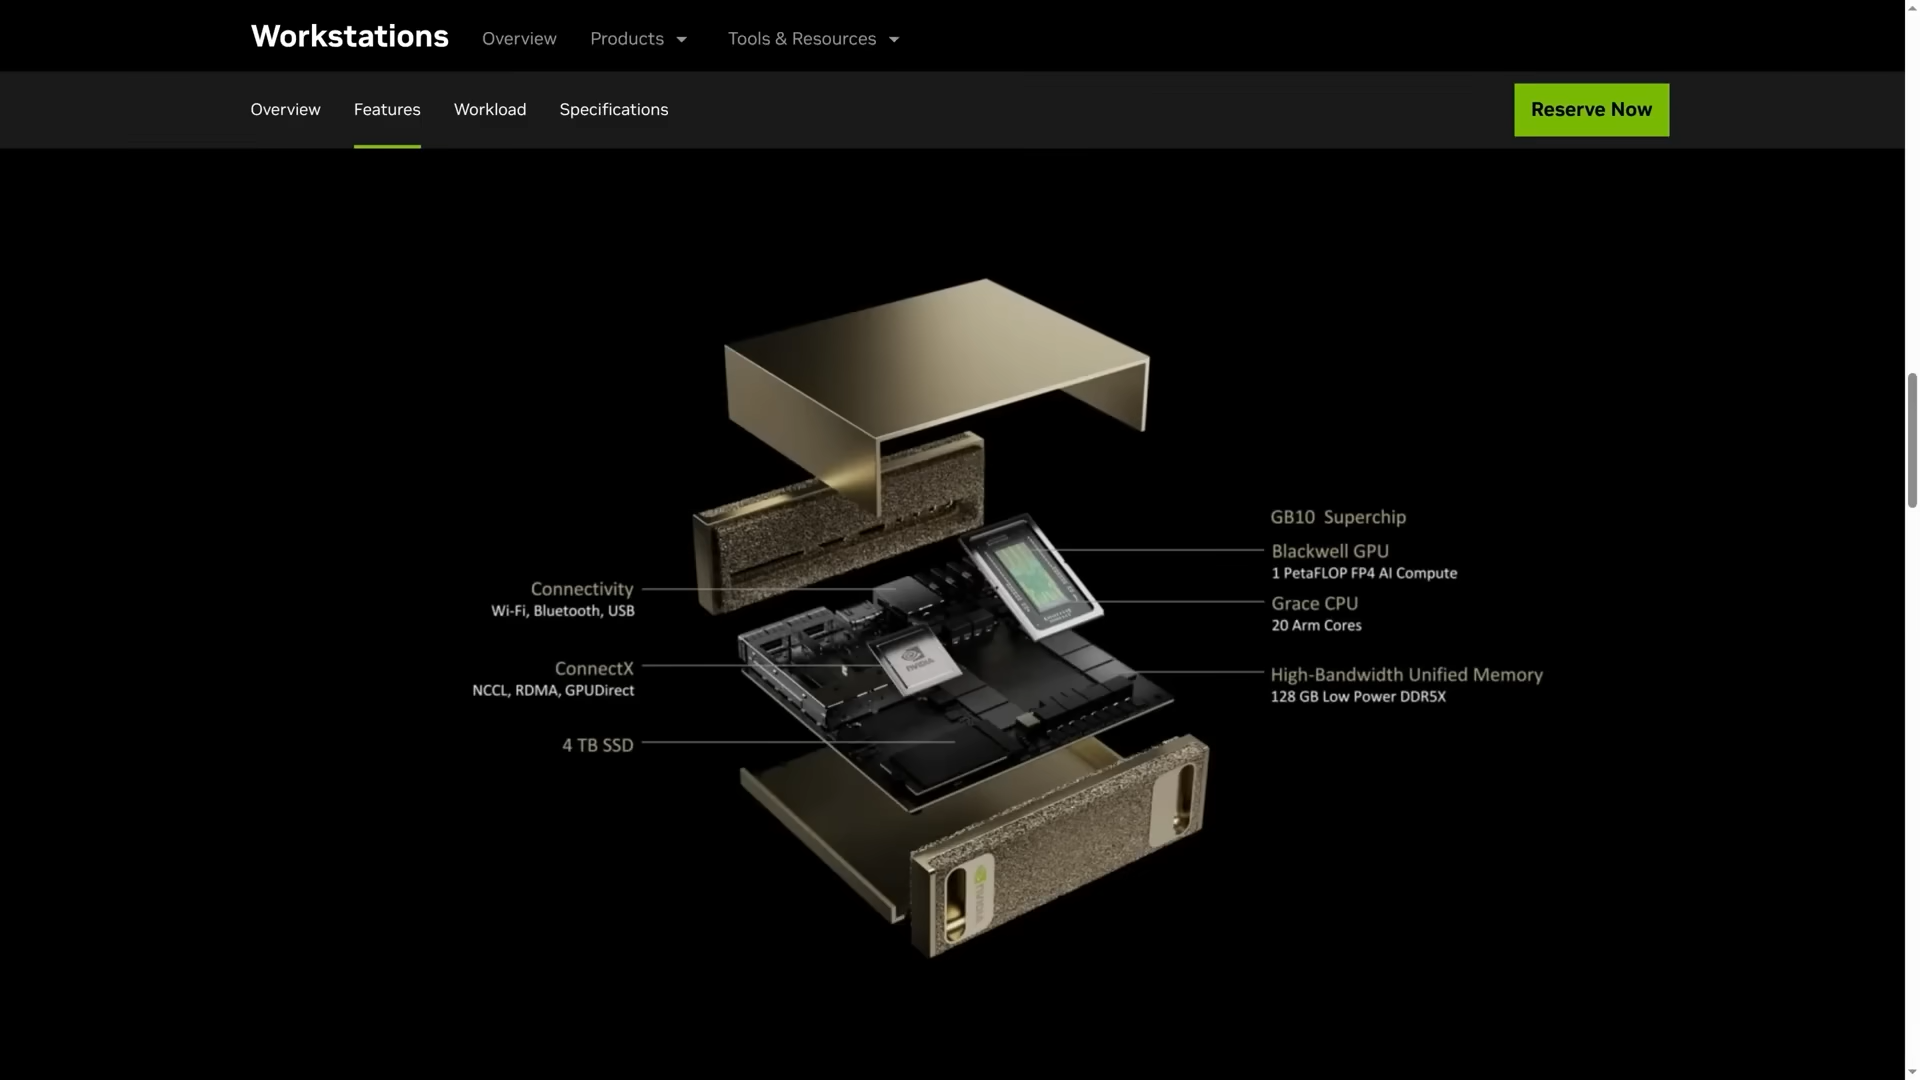 Workstations
Overview
Products
Tools & Resources
Overview
Features
Workload
Specifications
Reserve Now
GB10 Superchip
Blackwell GPU
1 PetaFLOP FP4 AI Compute
Grace CPU
20 Arm Cores
High-Bandwidth Unified Memory
128 GB Low Power DDR5X
Connectivity
Wi-Fi, Bluetooth, USB
ConnectX
NCCL, RDMA, GPUDirect
4 TB SSD
NVIDIA
NVIDIA